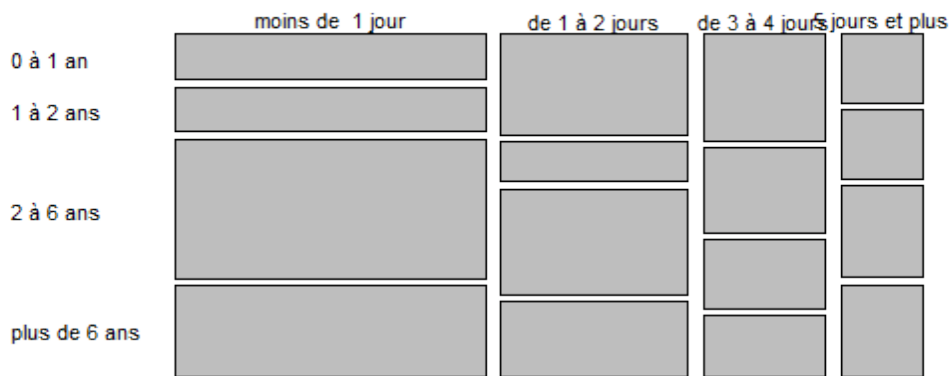 moins de 1 jour
de 1 à 2 jours
de 3 à 4 jours
5 jours et plus
0 à 1 an
1 à 2 ans
2 à 6 ans
plus de 6 ans